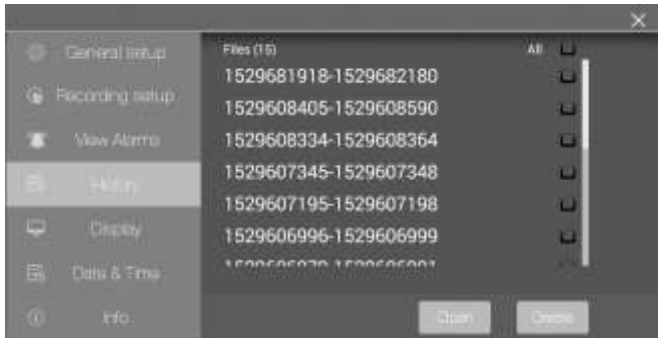 General setup
Recording setup
View Alarms
History
Display
Date & Time
Info
Files (15)
All
1529681918-1529682180
1529608405-1529608590
1529608334-1529608364
1529607345-1529607348
1529607195-1529607198
1529606996-1529606999
Open
Delete